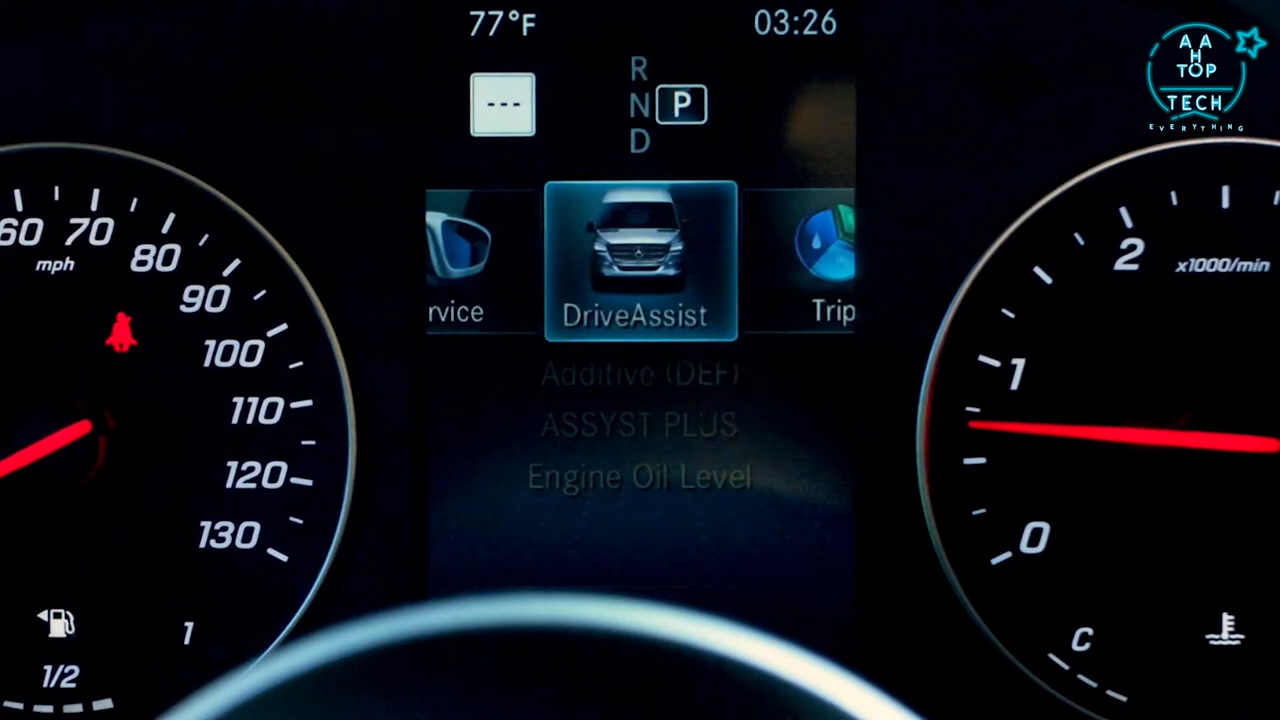 77°F
03:26
---
R
N
P
D
60
70
80
mph
90
100
110
120
130
1/2
1
rvice
DriveAssist
Trip
Additive (DEF)
ASSYST PLUS
Engine Oil Level
2
x1000/min
1
0
C
A A
H
TOP
TECH
EVERYTHING